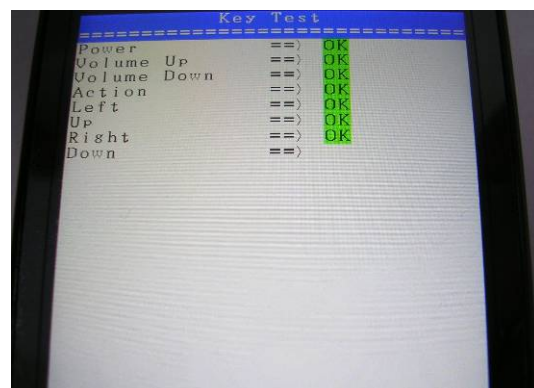 Key Test
====================================
Power ==> OK
Volume Up ==> OK
Volume Down ==> OK
Action ==> OK
Left ==> OK
Up ==> OK
Right ==> OK
Down ==>